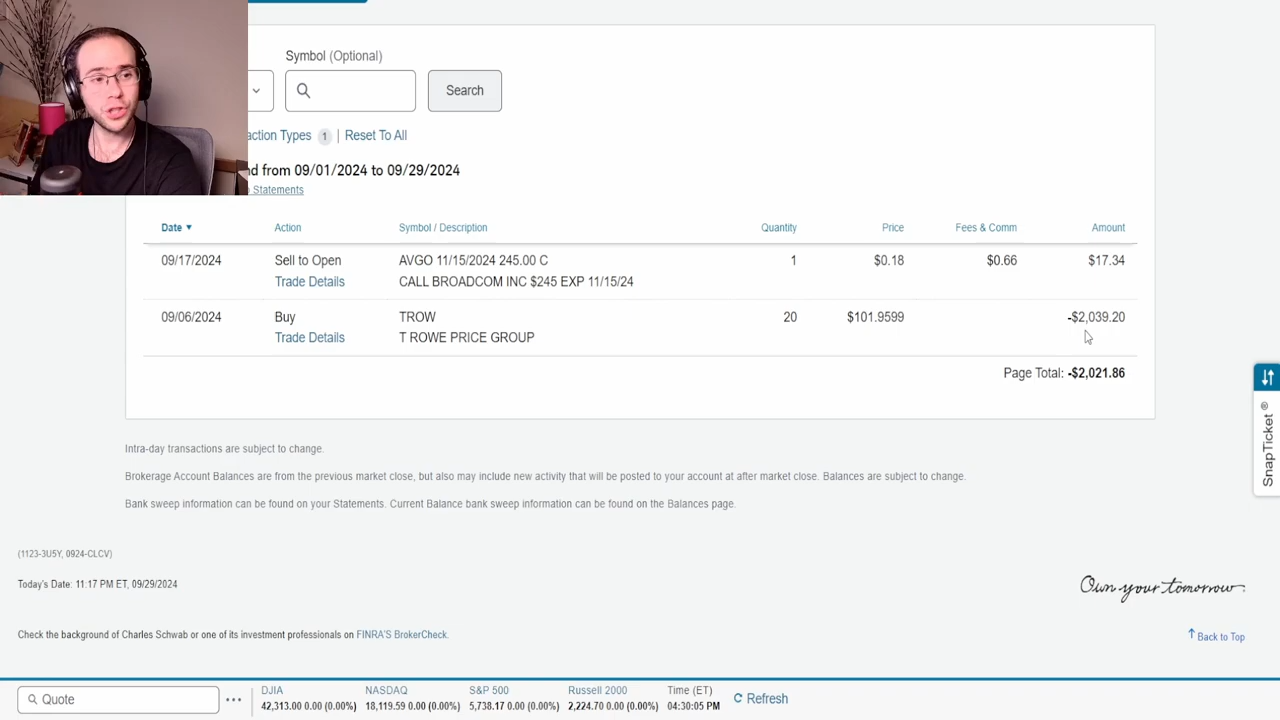 Symbol (Optional)
Search
action Types 1 | Reset To All
d from 09/01/2024 to 09/29/2024
Statements
Date ▼ Action Symbol / Description Quantity Price Fees & Comm Amount
09/17/2024 Sell to Open AVGO 11/15/2024 245.00 C 1 $0.18 $0.66 $17.34
Trade Details CALL BROADCOM INC $245 EXP 11/15/24
09/06/2024 Buy TROW 20 $101.9599 -$2,039.20
Trade Details T ROWE PRICE GROUP
Page Total: -$2,021.86
SnapTicket ®
Intra-day transactions are subject to change.
Brokerage Account Balances are from the previous market close, but also may include new activity that will be posted to your account at after market close. Balances are subject to change.
Bank sweep information can be found on your Statements. Current Balance bank sweep information can be found on the Balances page.
(1123-3U5Y, 0924-CLCV)
Today's Date: 11:17 PM ET, 09/29/2024
Own your tomorrow.
Check the background of Charles Schwab or one of its investment professionals on FINRA'S BrokerCheck.
Back to Top
Quote ••• DJIA NASDAQ S&P 500 Russell 2000 Time (ET) Refresh
42,313.00 0.00 (0.00%) 18,119.59 0.00 (0.00%) 5,738.17 0.00 (0.00%) 2,224.70 0.00 (0.00%) 04:30:05 PM